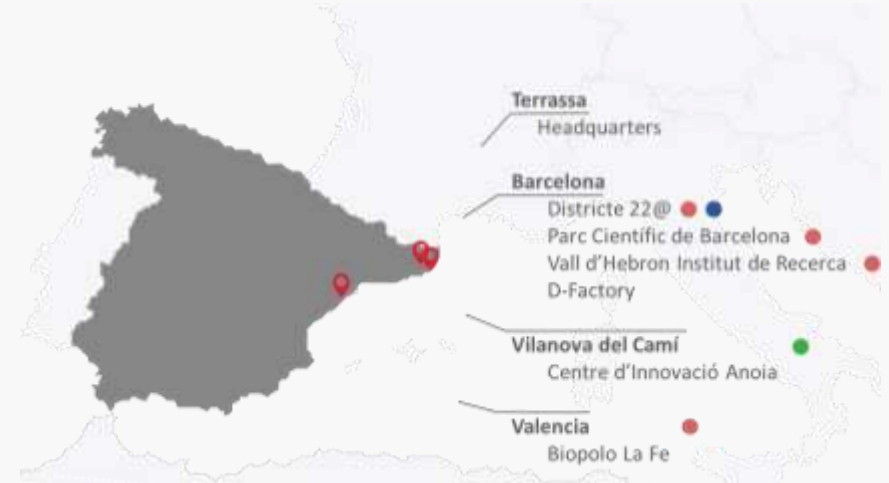 Terrassa
Headquarters
Barcelona
Districte 22@
Parc Científic de Barcelona
Vall d'Hebron Institut de Recerca
D-Factory
Vilanova del Camí
Centre d'Innovació Anoia
Valencia
Biopolo La Fe